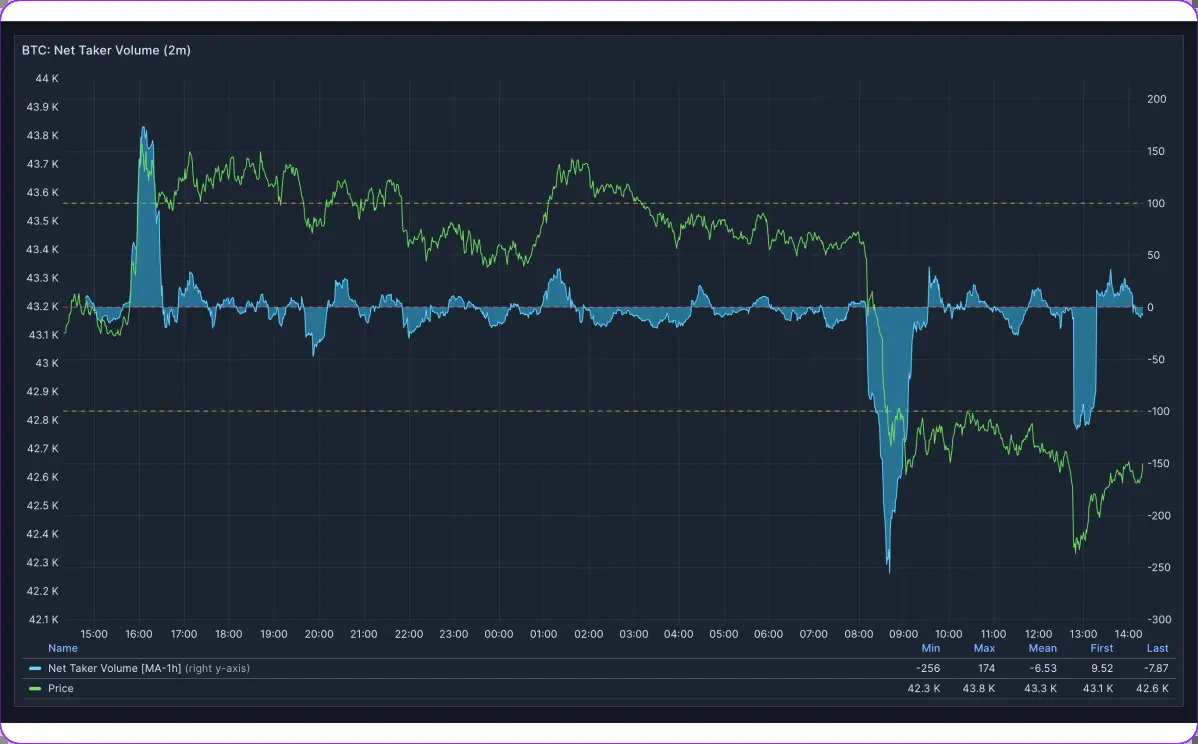 BTC: Net Taker Volume (2m)
44 K
43.9 K
43.8 K
43.7 K
43.6 K
43.5 K
43.4 K
43.3 K
43.2 K
43.1 K
43 K
42.9 K
42.8 K
42.7 K
42.6 K
42.5 K
42.4 K
42.3 K
42.2 K
42.1 K
200
150
100
50
0
-50
-100
-150
-200
-250
-300
15:00 16:00 17:00 18:00 19:00 20:00 21:00 22:00 23:00 00:00 01:00 02:00 03:00 04:00 05:00 06:00 07:00 08:00 09:00 10:00 11:00 12:00 13:00 14:00
Name Min Max Mean First Last
Net Taker Volume [MA-1h] (right y-axis) -256 174 -6.53 9.52 -7.87
Price 42.3 K 43.8 K 43.3 K 43.1 K 42.6 K